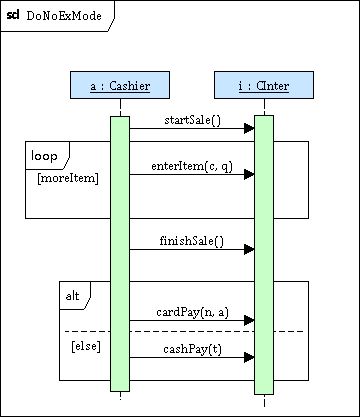 sd DoNoExMode
a : Cashier
i : CInter
startSale()
loop
enterItem(c, q)
[moreItem]
finishSale()
alt
cardPay(n, a)
[else]
cashPay(t)